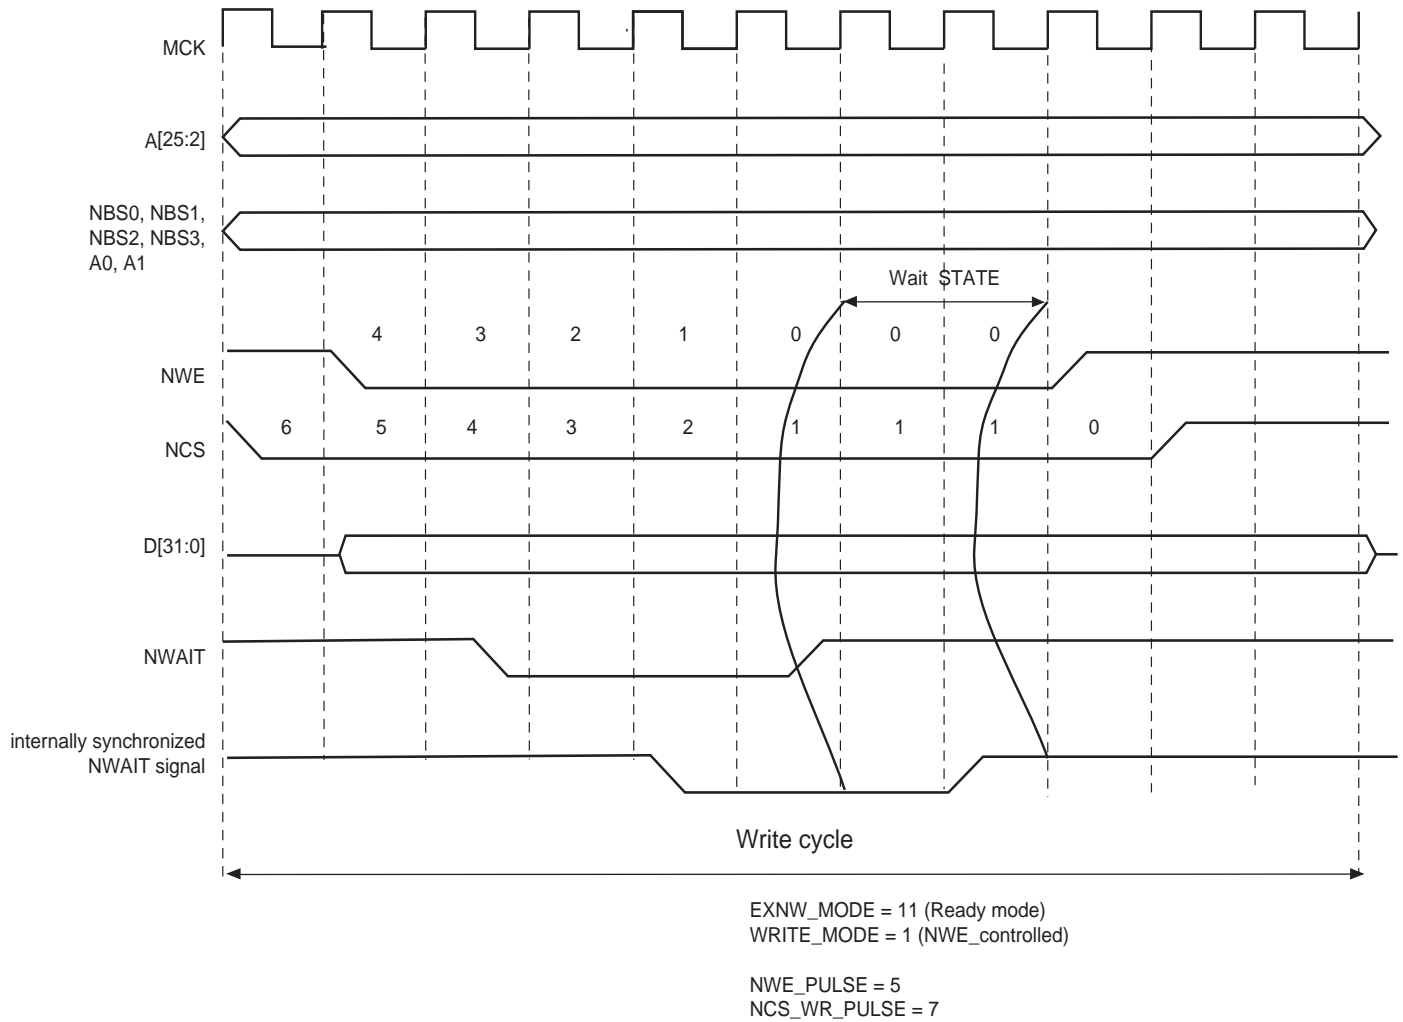 MCK
A[25:2]
NBS0, NBS1,
NBS2, NBS3,
A0, A1
Wait STATE
4 3 2 1 0 0 0
NWE
6 5 4 3 2 1 1 1 0
NCS
D[31:0]
NWAIT
internally synchronized
NWAIT signal
Write cycle
EXNW_MODE = 11 (Ready mode)
WRITE_MODE = 1 (NWE_controlled)
NWE_PULSE = 5
NCS_WR_PULSE = 7